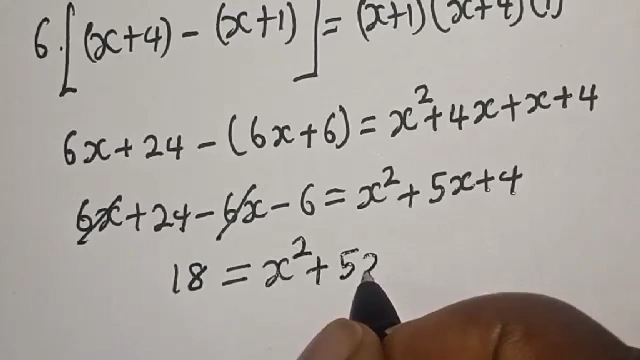 6·[(x+4) - (x+1)] = (x+1)(x+4)(1)
6x+24 - (6x+6) = x²+4x+x+4
6x+24-6x-6 = x²+5x+4
18 = x²+5